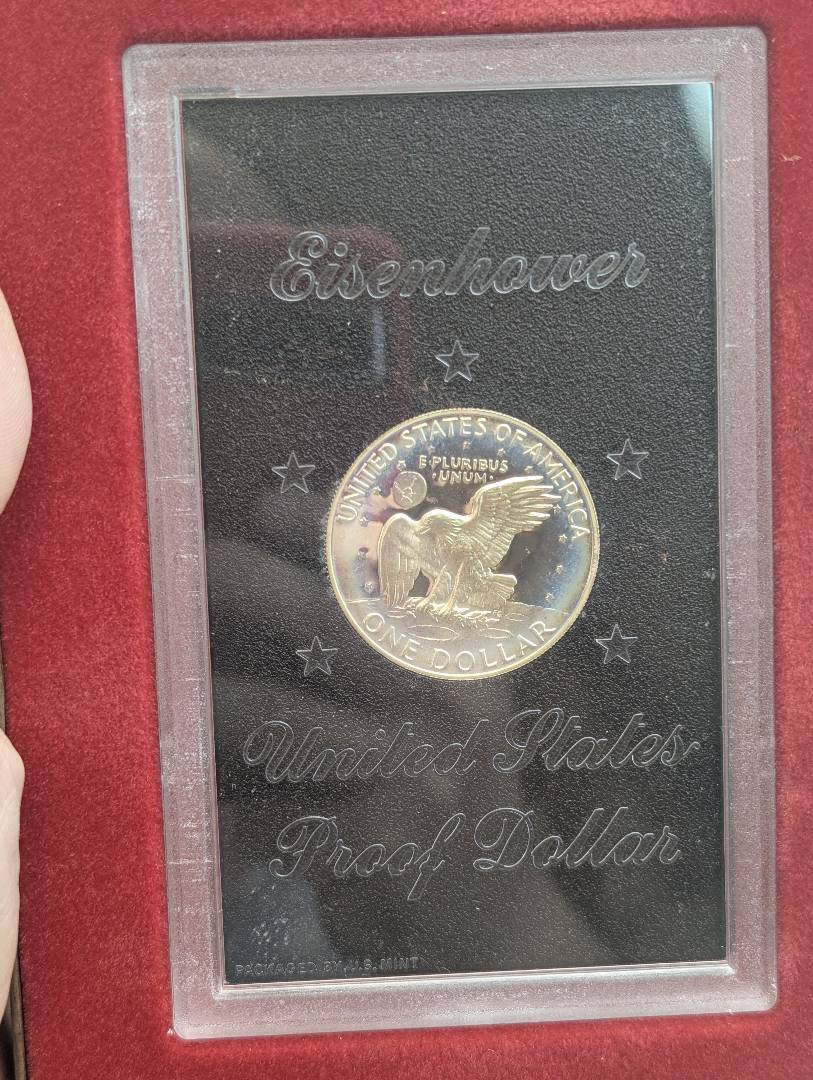 Eisenhower
UNITED STATES OF AMERICA
E·PLURIBUS
·UNUM·
ONE DOLLAR
United States
Proof Dollar
PACKAGED BY U.S. MINT